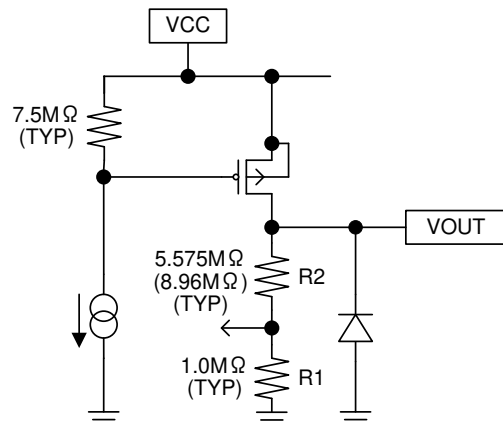 VCC
7.5MΩ
(TYP)
VOUT
5.575MΩ
(8.96MΩ)
(TYP)
R2
1.0MΩ
(TYP)
R1